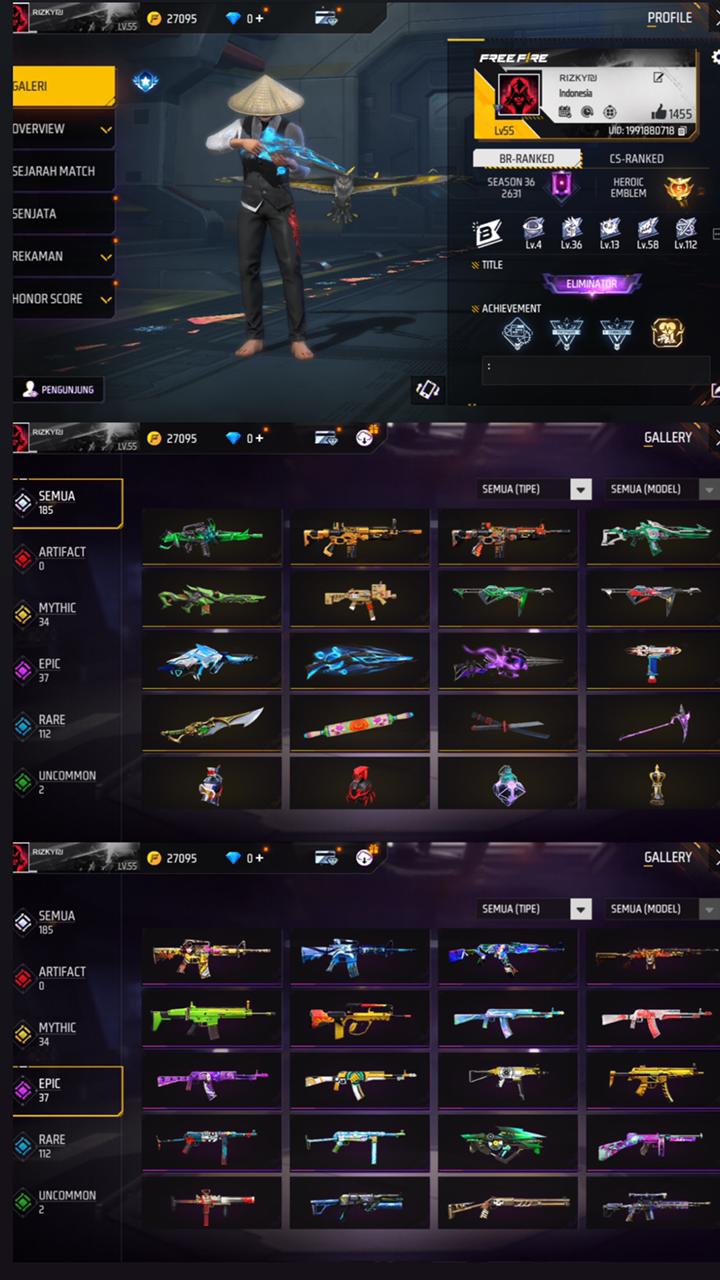 RIZKYRJ
LV.55
27095
0 +
PROFILE
GALERI
OVERVIEW
SEJARAH MATCH
SENJATA
REKAMAN
HONOR SCORE
PENGUNJUNG
FREE FIRE
RIZKYRJ
Indonesia
1455
Lv55
UID: 1991880718
BR-RANKED
CS-RANKED
SEASON 36
2631
HEROIC
EMBLEM
Lv.4
Lv.36
Lv.13
Lv.58
Lv.112
TITLE
ELIMINATOR
ACHIEVEMENT
:
RIZKYRJ
LV.55
27095
0 +
GALLERY
SEMUA (TIPE)
SEMUA (MODEL)
SEMUA
185
ARTIFACT
0
MYTHIC
34
EPIC
37
RARE
112
UNCOMMON
2
RIZKYRJ
LV.55
27095
0 +
GALLERY
SEMUA (TIPE)
SEMUA (MODEL)
SEMUA
185
ARTIFACT
0
MYTHIC
34
EPIC
37
RARE
112
UNCOMMON
2